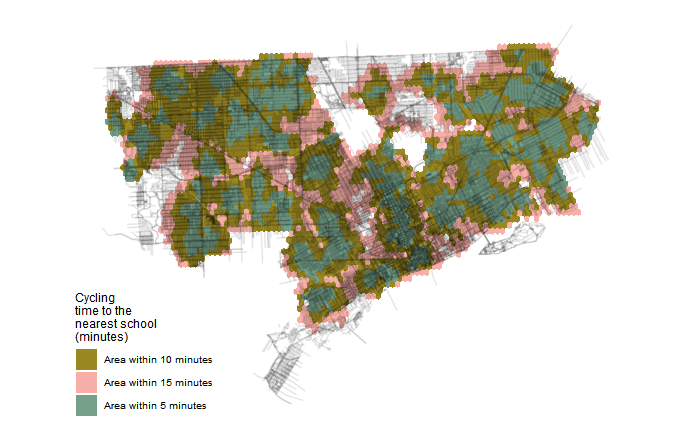 Cycling
time to the
nearest school
(minutes)
Area within 10 minutes
Area within 15 minutes
Area within 5 minutes